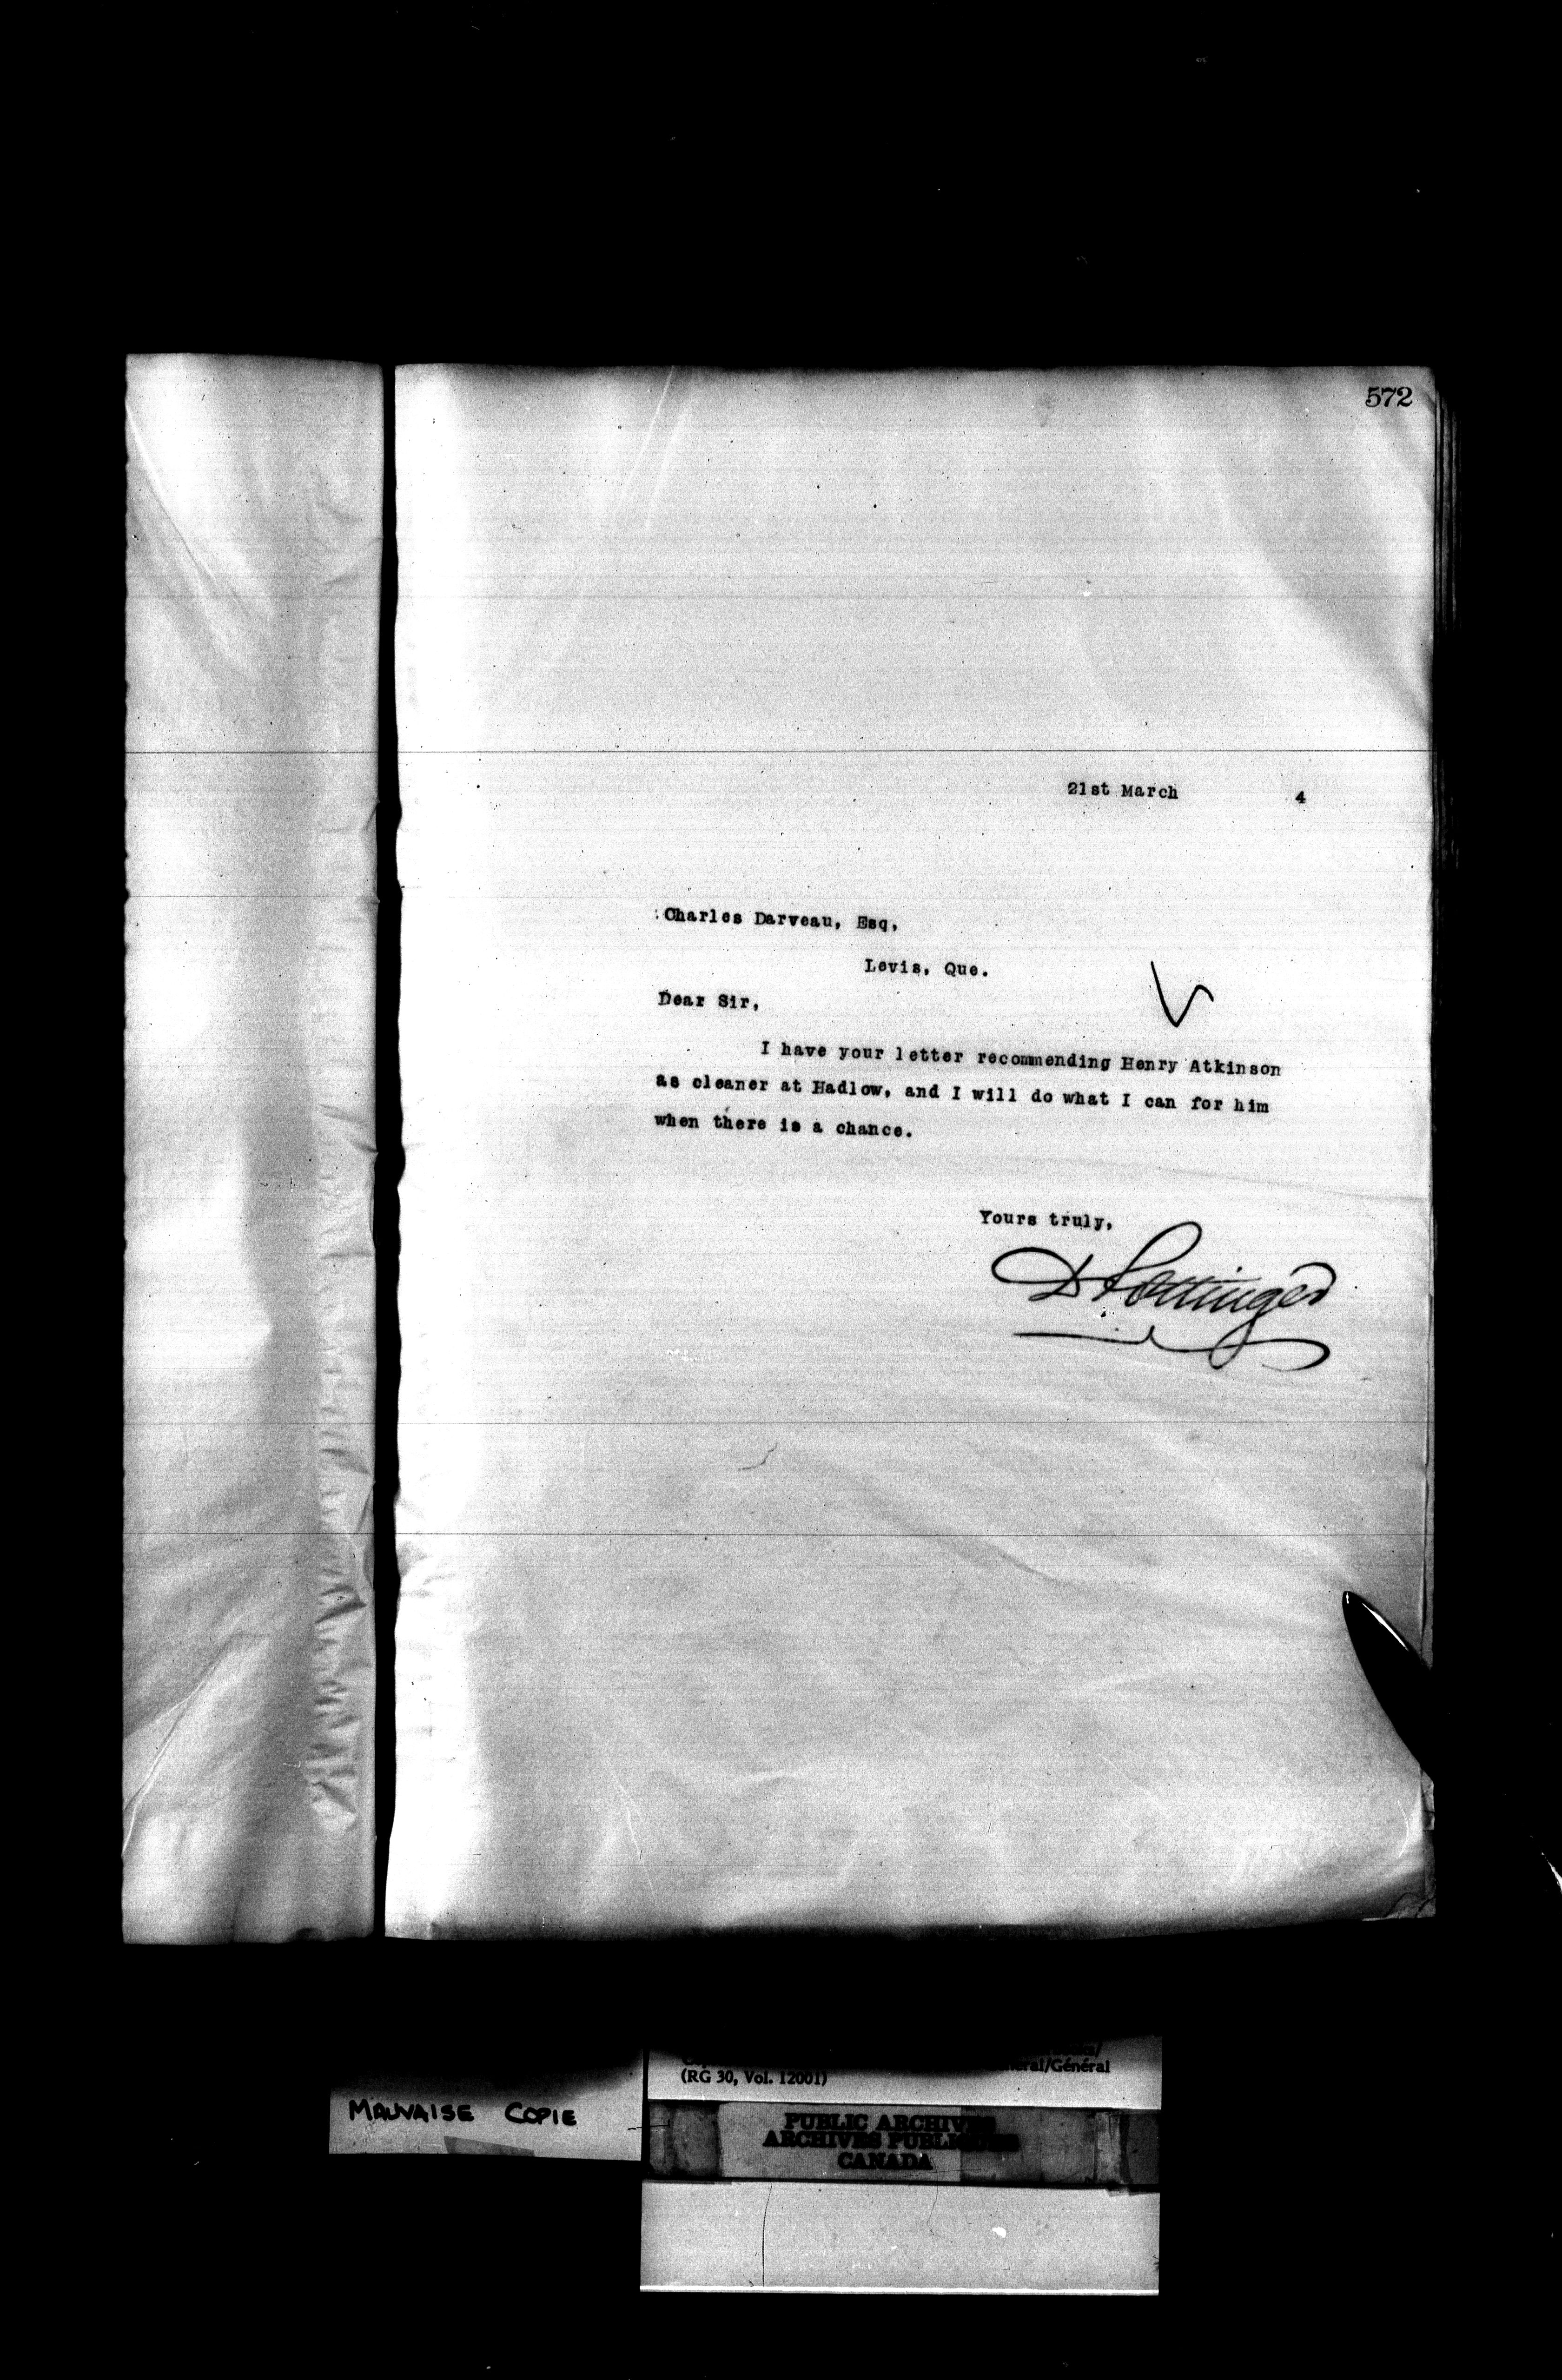 572
21st March 4
Charles Darveau, Esq,
Levis, Que.
Dear Sir,
I have your letter recommending Henry Atkinson
as cleaner at Hadlow, and I will do what I can for him
when there is a chance.
Yours truly,
D Pottinger
/Général
(RG 30, Vol. 12001)
MAUVAISE COPIE
PUBLIC ARCHIVES
ARCHIVES PUBLIQUES
CANADA